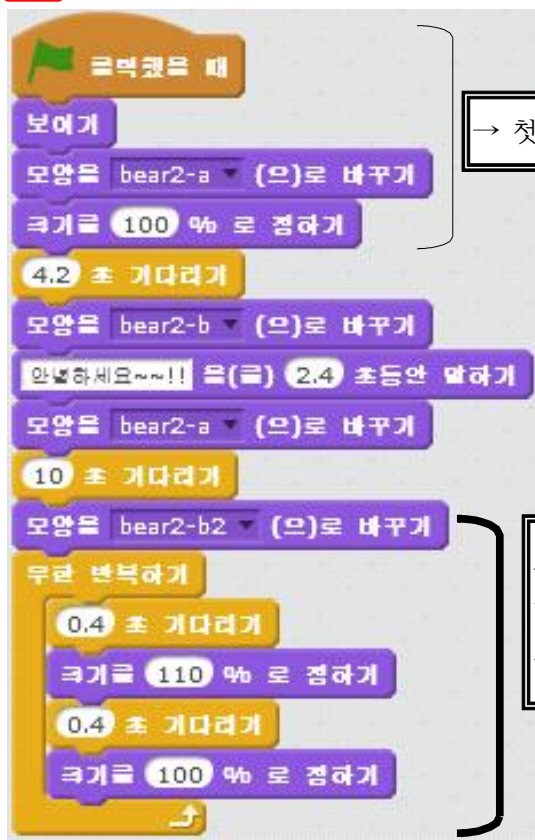 클릭했을 때
보이기
→ 첫
모양을 bear2-a (으)로 바꾸기
크기를 100 % 로 정하기
4.2 초 기다리기
모양을 bear2-b (으)로 바꾸기
안녕하세요~~!! 을(를) 2.4 초동안 말하기
모양을 bear2-a (으)로 바꾸기
10 초 기다리기
모양을 bear2-b2 (으)로 바꾸기
무한 반복하기
0.4 초 기다리기
크기를 110 % 로 정하기
0.4 초 기다리기
크기를 100 % 로 정하기